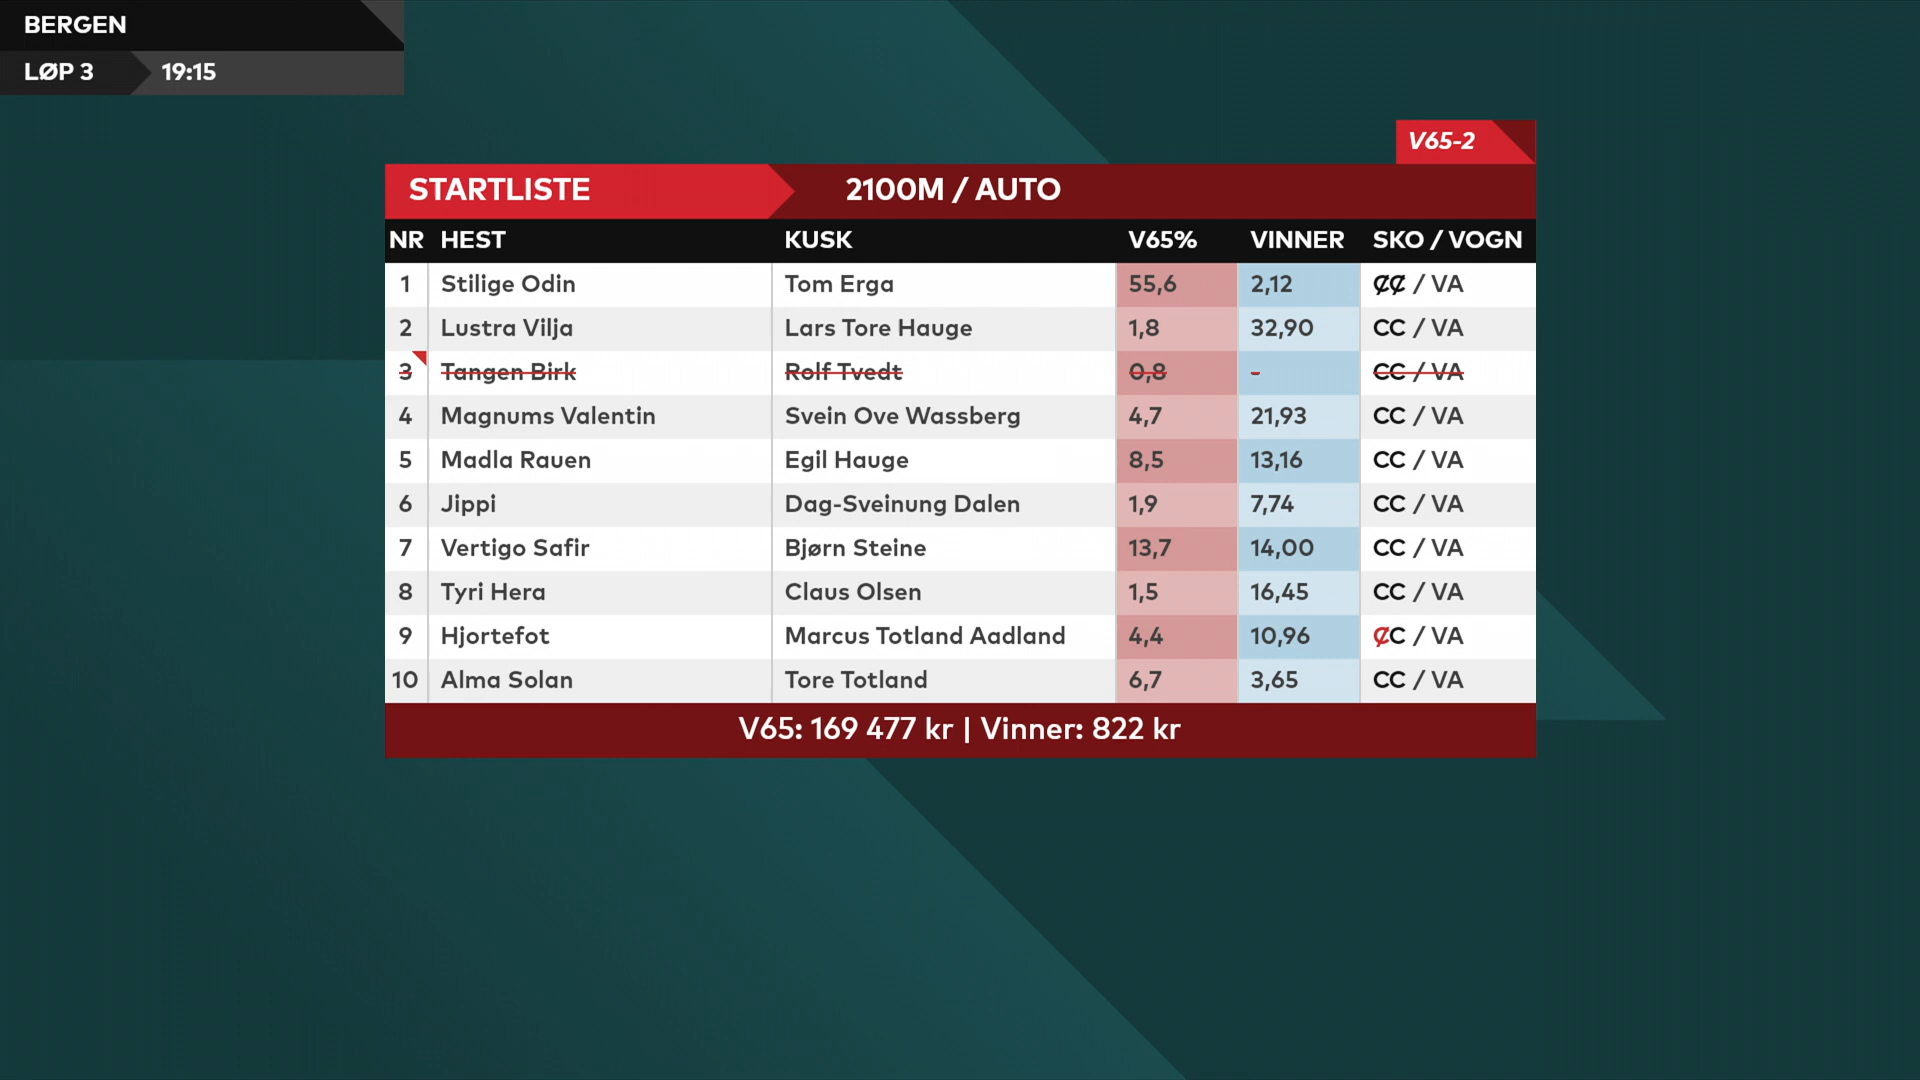 BERGEN
LØP 3 19:15
V65-2
STARTLISTE 2100M / AUTO
NR HEST KUSK V65% VINNER SKO / VOGN
1 Stilige Odin Tom Erga 55,6 2,12 ȻȻ / VA
2 Lustra Vilja Lars Tore Hauge 1,8 32,90 CC / VA
3 Tangen Birk Rolf Tvedt 0,8 - CC / VA
4 Magnums Valentin Svein Ove Wassberg 4,7 21,93 CC / VA
5 Madla Rauen Egil Hauge 8,5 13,16 CC / VA
6 Jippi Dag-Sveinung Dalen 1,9 7,74 CC / VA
7 Vertigo Safir Bjørn Steine 13,7 14,00 CC / VA
8 Tyri Hera Claus Olsen 1,5 16,45 CC / VA
9 Hjortefot Marcus Totland Aadland 4,4 10,96 ȻC / VA
10 Alma Solan Tore Totland 6,7 3,65 CC / VA
V65: 169 477 kr | Vinner: 822 kr